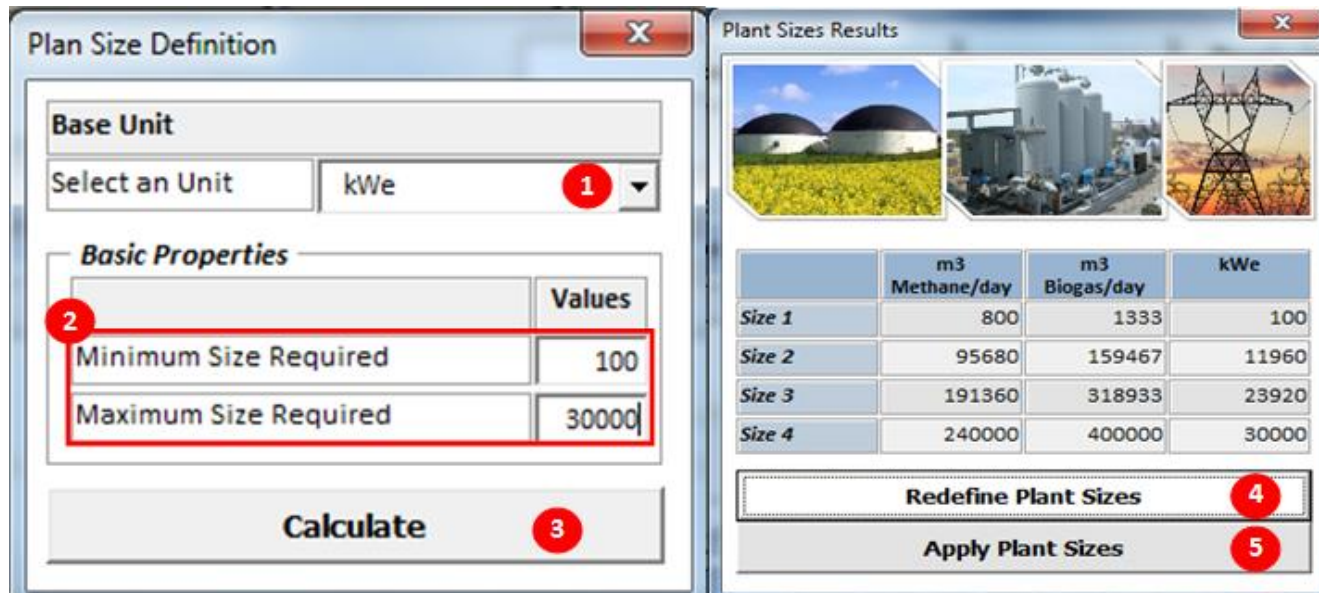 Plan Size Definition
Base Unit
Select an Unit kWe 1
Basic Properties
Values
2
Minimum Size Required 100
Maximum Size Required 30000
Calculate 3
Plant Sizes Results
m3 Methane/day m3 Biogas/day kWe
Size 1 800 1333 100
Size 2 95680 159467 11960
Size 3 191360 318933 23920
Size 4 240000 400000 30000
Redefine Plant Sizes 4
Apply Plant Sizes 5